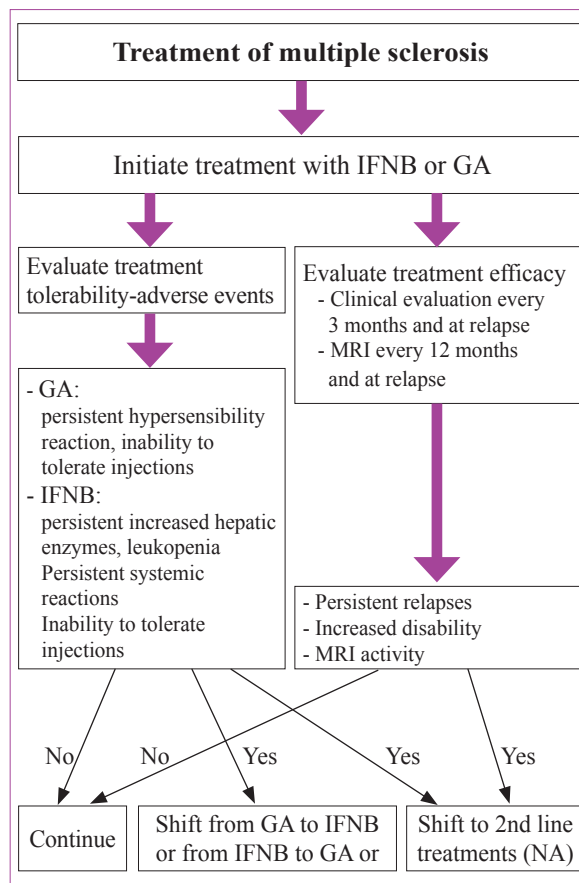 Treatment of multiple sclerosis
Initiate treatment with IFNB or GA
Evaluate treatment
tolerability-adverse events
Evaluate treatment efficacy
- Clinical evaluation every
3 months and at relapse
- MRI every 12 months
and at relapse
- GA:
persistent hypersensibility
reaction, inability to
tolerate injections
- IFNB:
persistent increased hepatic
enzymes, leukopenia
Persistent systemic
reactions
Inability to tolerate
injections
- Persistent relapses
- Increased disability
- MRI activity
No
No
Yes
Yes
Yes
Continue
Shift from GA to IFNB
or from IFNB to GA or
Shift to 2nd line
treatments (NA)